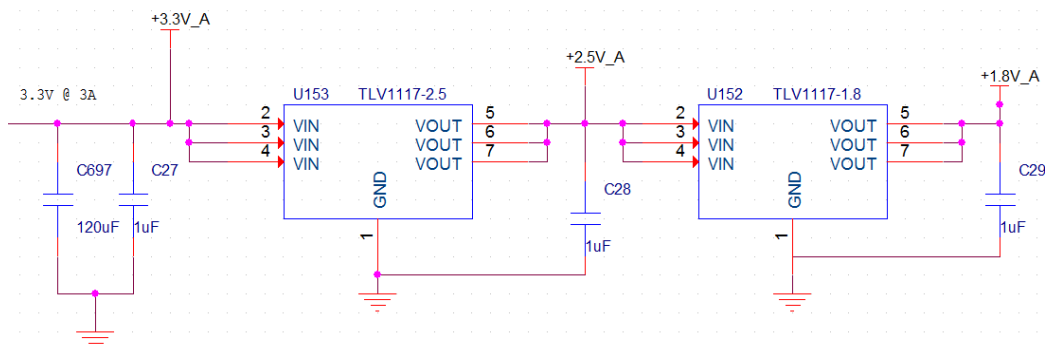 +3.3V_A
3.3V @ 3A
C697
120uF
C27
1uF
U153 TLV1117-2.5
2 VIN VOUT 5
3 VIN VOUT 6
4 VIN VOUT 7
GND
1
+2.5V_A
C28
1uF
U152 TLV1117-1.8
2 VIN VOUT 5
3 VIN VOUT 6
4 VIN VOUT 7
GND
1
+1.8V_A
C29
1uF